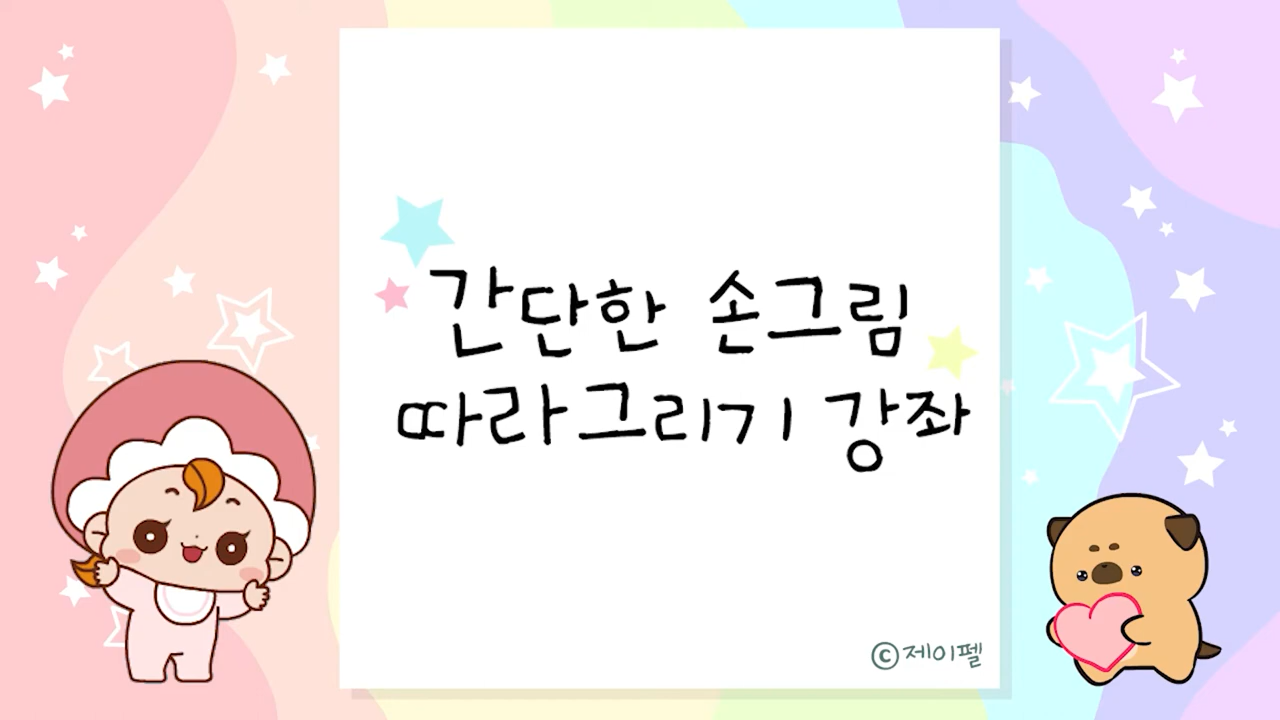 간단한 손그림
따라그리기 강좌
ⓒ제이펠